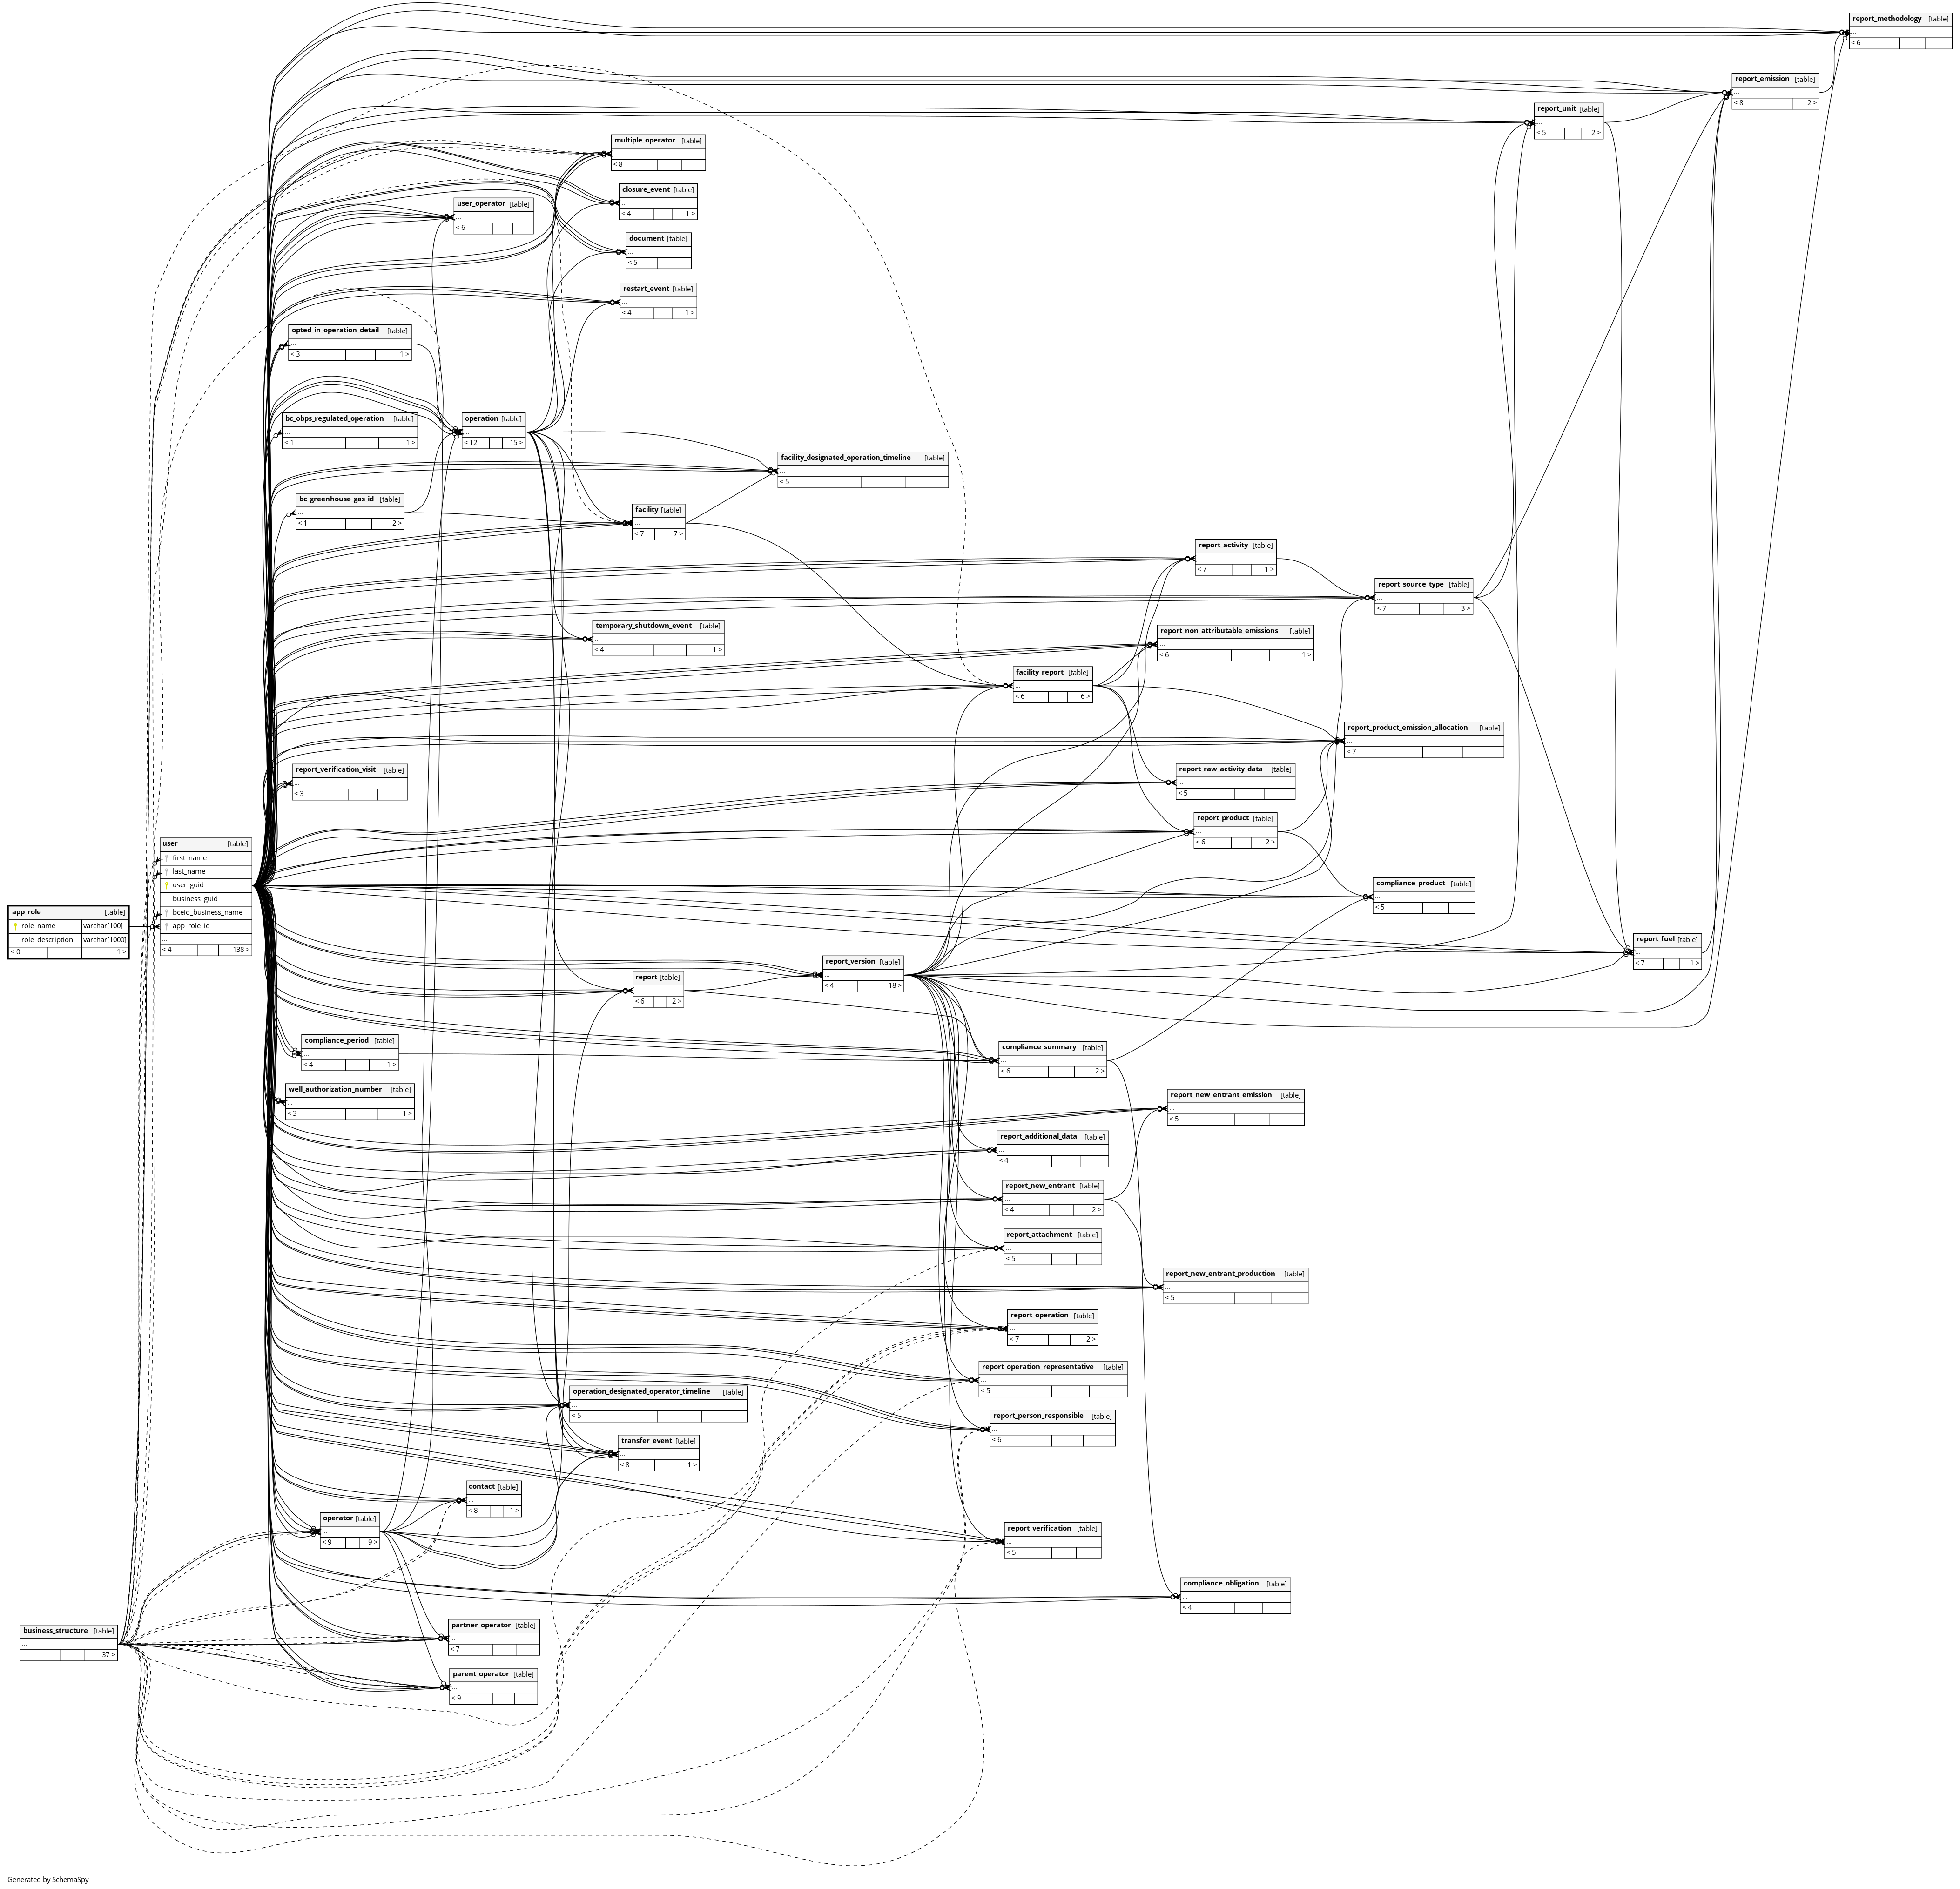 report_methodology [table]
...
< 6
report_emission [table]
...
< 8 2 >
report_unit [table]
...
< 5 2 >
multiple_operator [table]
...
< 8
closure_event [table]
...
< 4 1 >
user_operator [table]
...
< 6
document [table]
...
< 5
restart_event [table]
...
< 4 1 >
opted_in_operation_detail [table]
...
< 3 1 >
bc_obps_regulated_operation [table]
...
< 1 1 >
operation [table]
...
< 12 15 >
facility_designated_operation_timeline [table]
...
< 5
bc_greenhouse_gas_id [table]
...
< 1 2 >
facility [table]
...
< 7 7 >
report_activity [table]
...
< 7 1 >
report_source_type [table]
...
< 7 3 >
temporary_shutdown_event [table]
...
< 4 1 >
report_non_attributable_emissions [table]
...
< 6 1 >
facility_report [table]
...
< 6 6 >
report_product_emission_allocation [table]
...
< 7
report_verification_visit [table]
...
< 3
report_raw_activity_data [table]
...
< 5
report_product [table]
...
< 6 2 >
user [table]
first_name
last_name
user_guid
business_guid
bceid_business_name
app_role_id
...
< 4 138 >
compliance_product [table]
...
< 5
app_role [table]
role_name varchar[100]
role_description varchar[1000]
< 0 1 >
report_fuel [table]
...
< 7 1 >
report_version [table]
...
< 4 18 >
report [table]
...
< 6 2 >
compliance_period [table]
...
< 4 1 >
compliance_summary [table]
...
< 6 2 >
well_authorization_number [table]
...
< 3 1 >
report_new_entrant_emission [table]
...
< 5
report_additional_data [table]
...
< 4
report_new_entrant [table]
...
< 4 2 >
report_attachment [table]
...
< 5
report_new_entrant_production [table]
...
< 5
report_operation [table]
...
< 7 2 >
report_operation_representative [table]
...
< 5
operation_designated_operator_timeline [table]
...
< 5
report_person_responsible [table]
...
< 6
transfer_event [table]
...
< 8 1 >
contact [table]
...
< 8 1 >
operator [table]
...
< 9 9 >
report_verification [table]
...
< 5
compliance_obligation [table]
...
< 4
business_structure [table]
...
37 >
partner_operator [table]
...
< 7
parent_operator [table]
...
< 9
Generated by SchemaSpy